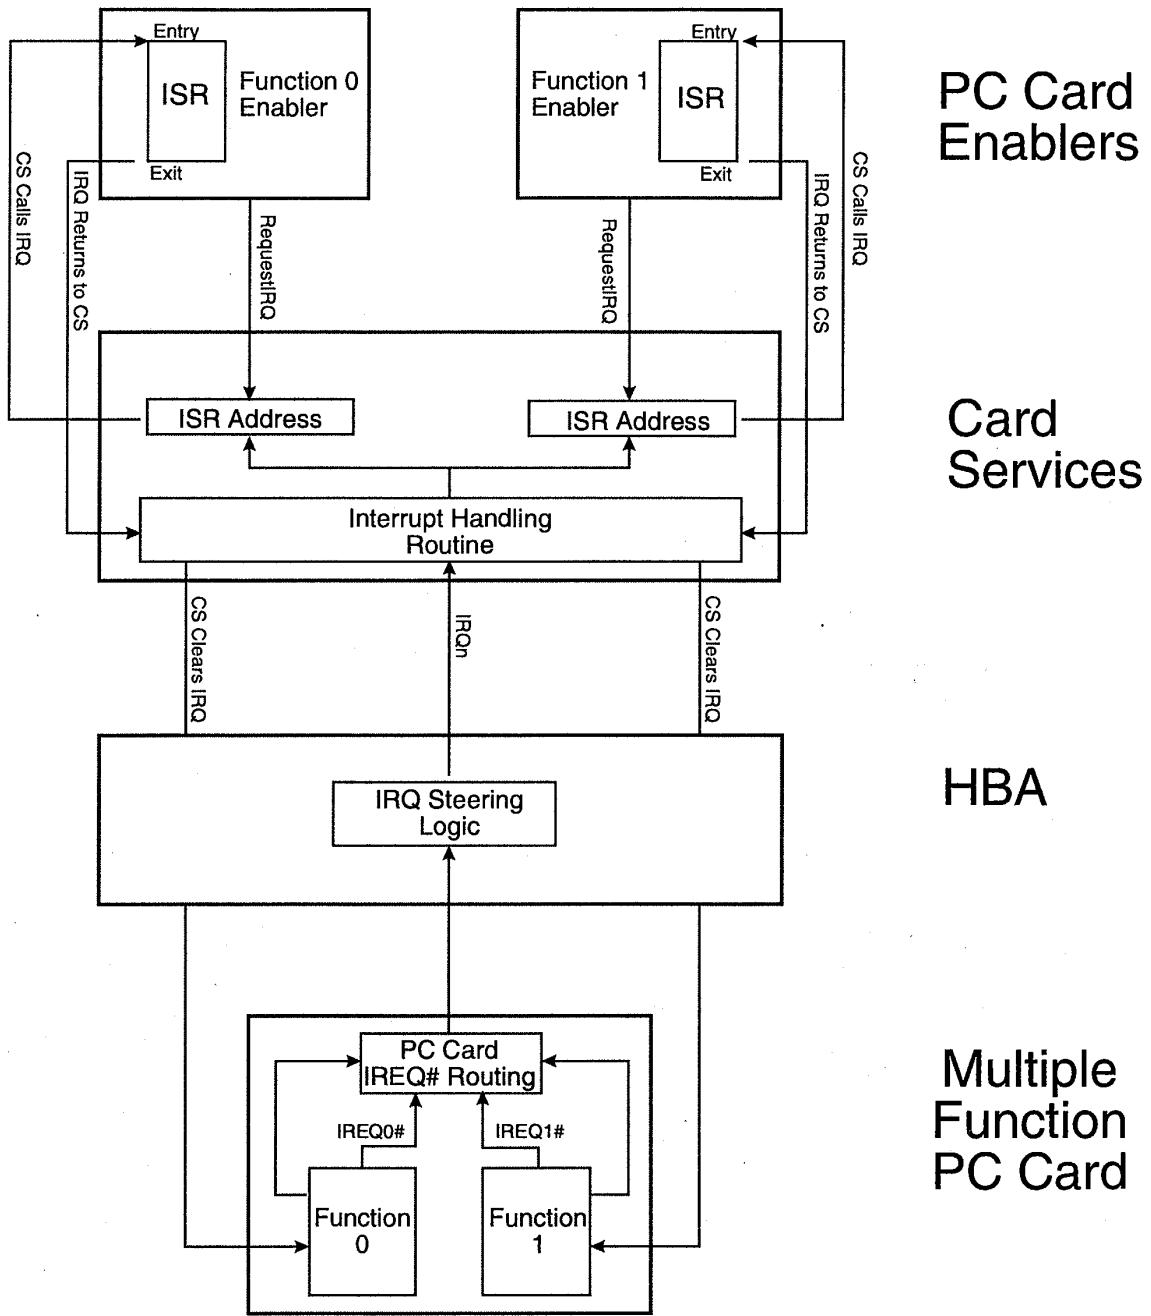 Entry
ISR
Function 0
Enabler
Exit
Entry
Function 1
Enabler
ISR
Exit
PC Card
Enablers
CS Calls IRQ
IRQ Returns to CS
RequestIRQ
RequestIRQ
IRQ Returns to CS
CS Calls IRQ
ISR Address
ISR Address
Card
Services
Interrupt Handling
Routine
CS Clears IRQ
IRQn
CS Clears IRQ
HBA
IRQ Steering
Logic
PC Card
IREQ# Routing
IREQ0#
IREQ1#
Function
0
Function
1
Multiple
Function
PC Card